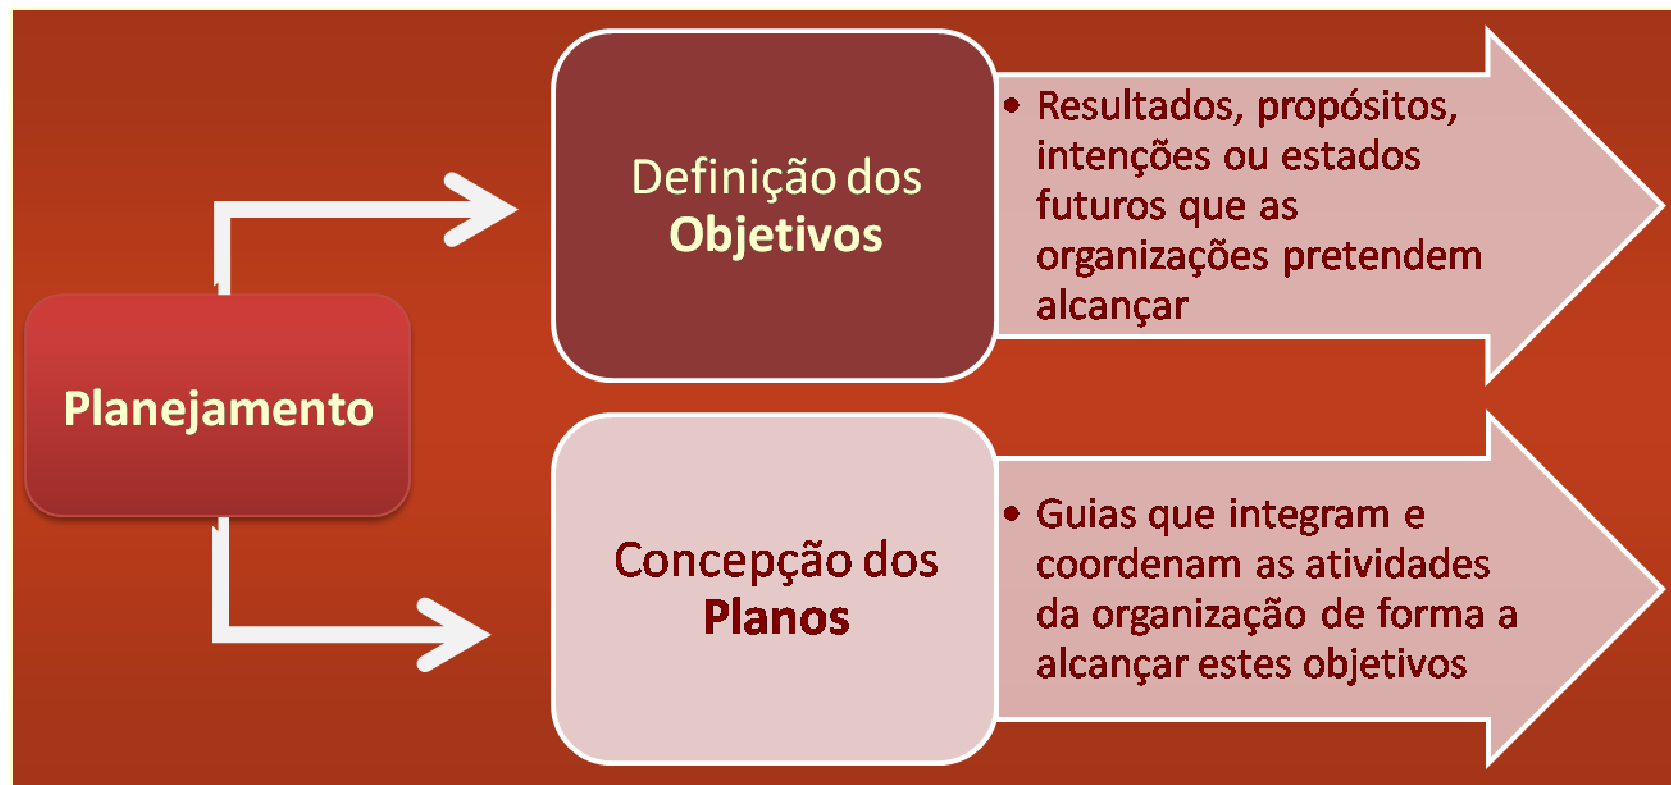 Planejamento
Definição dos
Objetivos
• Resultados, propósitos,
intenções ou estados
futuros que as
organizações pretendem
alcançar
Concepção dos
Planos
• Guias que integram e
coordenam as atividades
da organização de forma a
alcançar estes objetivos